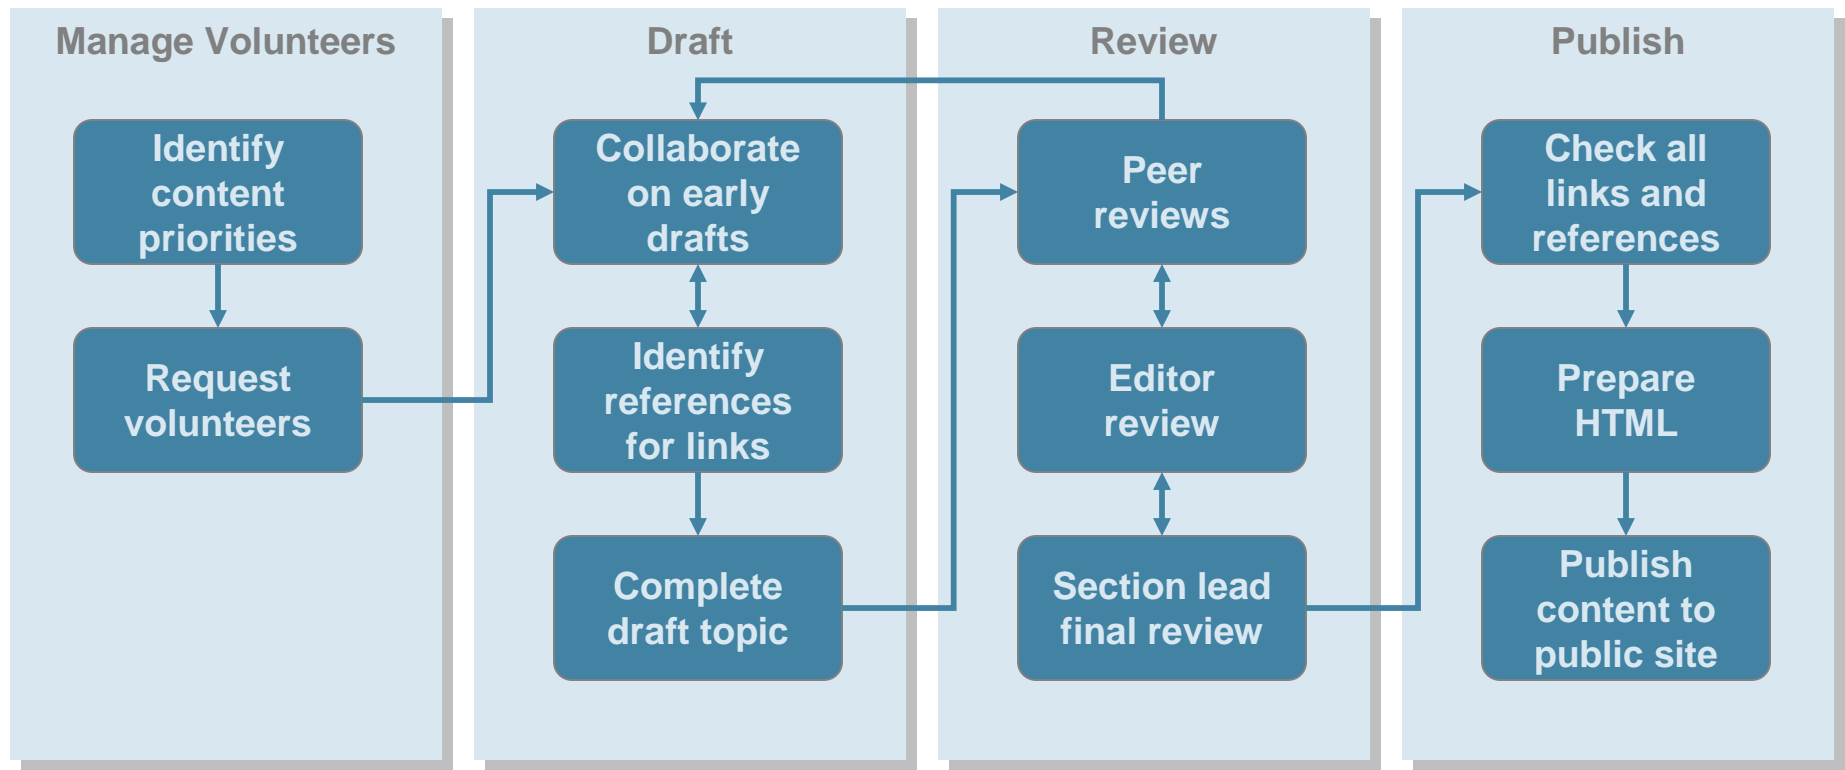 Manage Volunteers
Identify
content
priorities
Request
volunteers
Draft
Collaborate
on early
drafts
Identify
references
for links
Complete
draft topic
Review
Peer
reviews
Editor
review
Section lead
final review
Publish
Check all
links and
references
Prepare
HTML
Publish
content to
public site